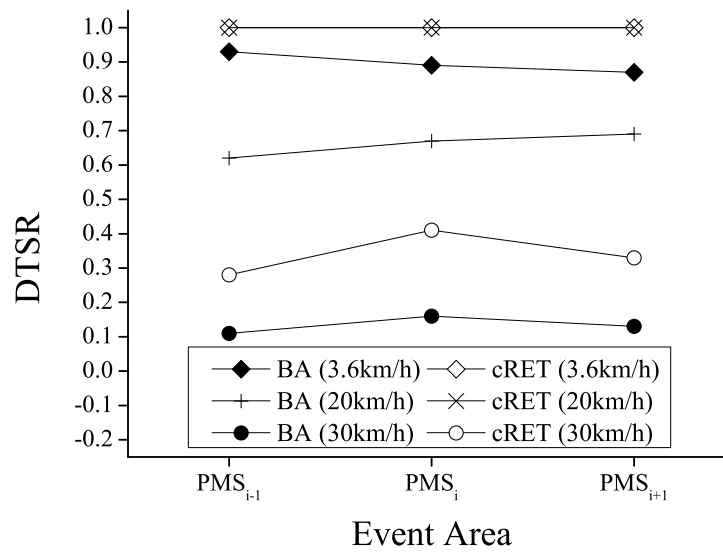 1.0
0.9
0.8
0.7
0.6
0.5
0.4
0.3
0.2
0.1
0.0
-0.1
-0.2
DTSR
BA (3.6km/h) cRET (3.6km/h)
BA (20km/h) cRET (20km/h)
BA (30km/h) cRET (30km/h)
PMSi-1 PMSi PMSi+1
Event Area